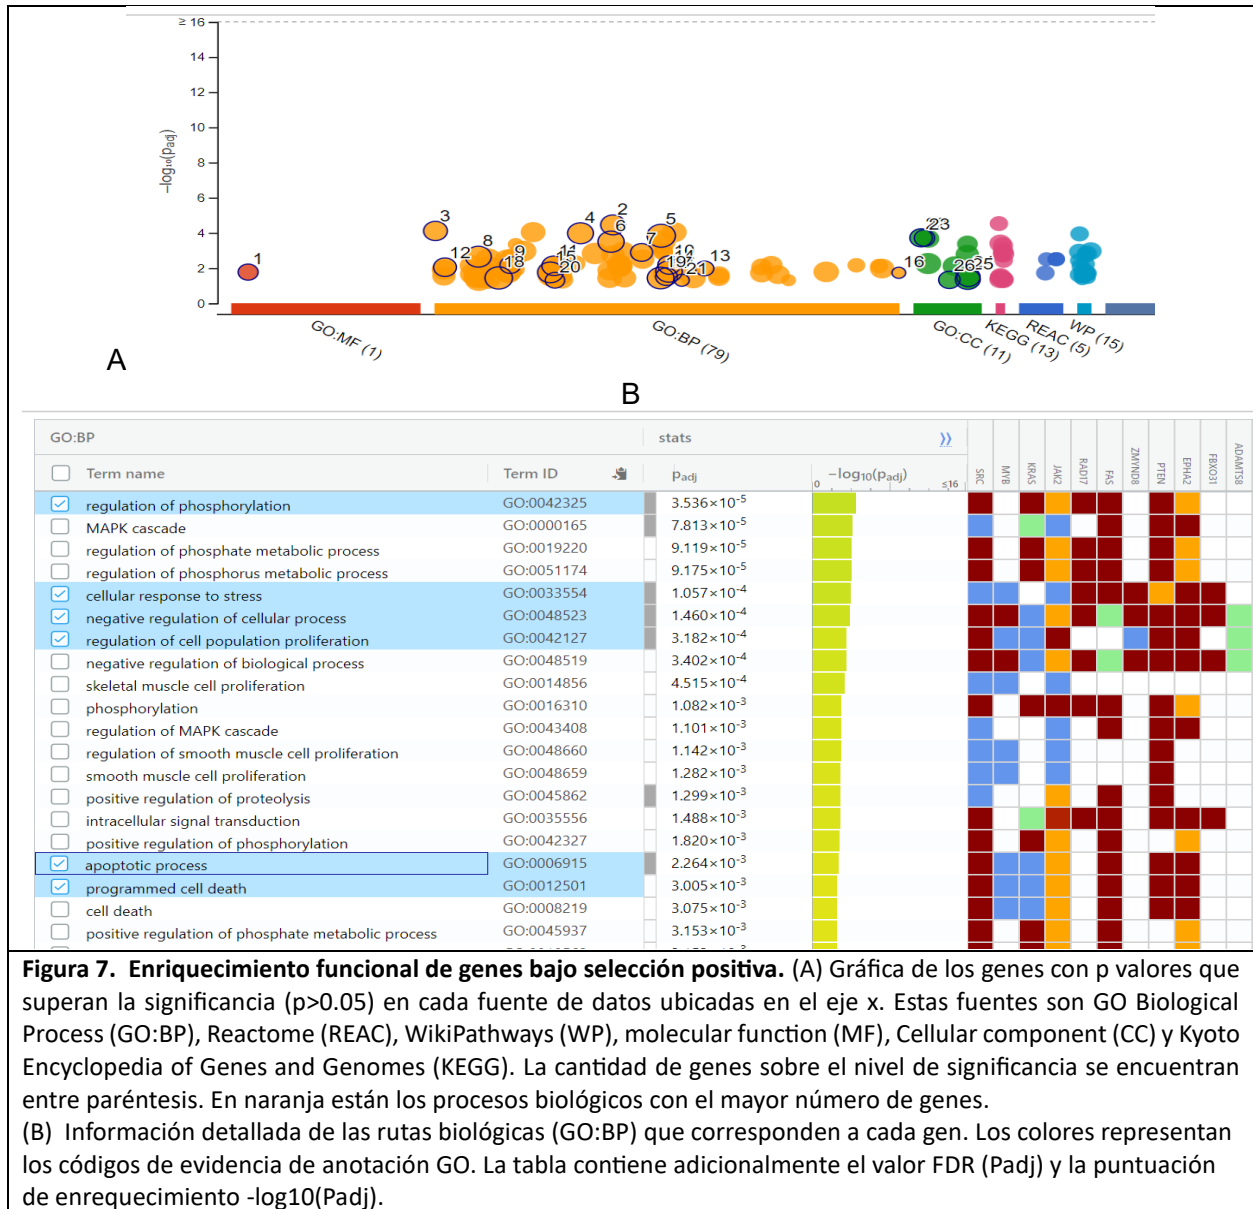 ≥ 16
14
12
10
8
6
4
2
0
−log₁₀(p_adj)
1
3
12
8
18
9
20
4
2
6
7
5
19
21
13
16
23
26
25
GO:MF (1)
GO:BP (79)
GO:CC (11)
KEGG (13)
REAC (5)
WP (15)
A
B
GO:BP stats »
Term name Term ID p_adj −log₁₀(p_adj) 0 ≤16 SRC MYB KRAS JAK2 RAD17 FAS ZMYND8 PTEN EPHA2 FBXO31 ADAMTS8
regulation of phosphorylation GO:0042325 3.536×10⁻⁵
MAPK cascade GO:0000165 7.813×10⁻⁵
regulation of phosphate metabolic process GO:0019220 9.119×10⁻⁵
regulation of phosphorus metabolic process GO:0051174 9.175×10⁻⁵
cellular response to stress GO:0033554 1.057×10⁻⁴
negative regulation of cellular process GO:0048523 1.460×10⁻⁴
regulation of cell population proliferation GO:0042127 3.182×10⁻⁴
negative regulation of biological process GO:0048519 3.402×10⁻⁴
skeletal muscle cell proliferation GO:0014856 4.515×10⁻⁴
phosphorylation GO:0016310 1.082×10⁻³
regulation of MAPK cascade GO:0043408 1.101×10⁻³
regulation of smooth muscle cell proliferation GO:0048660 1.142×10⁻³
smooth muscle cell proliferation GO:0048659 1.282×10⁻³
positive regulation of proteolysis GO:0045862 1.299×10⁻³
intracellular signal transduction GO:0035556 1.488×10⁻³
positive regulation of phosphorylation GO:0042327 1.820×10⁻³
apoptotic process GO:0006915 2.264×10⁻³
programmed cell death GO:0012501 3.005×10⁻³
cell death GO:0008219 3.075×10⁻³
positive regulation of phosphate metabolic process GO:0045937 3.153×10⁻³
Figura 7. Enriquecimiento funcional de genes bajo selección positiva. (A) Gráfica de los genes con p valores que
superan la significancia (p>0.05) en cada fuente de datos ubicadas en el eje x. Estas fuentes son GO Biological
Process (GO:BP), Reactome (REAC), WikiPathways (WP), molecular function (MF), Cellular component (CC) y Kyoto
Encyclopedia of Genes and Genomes (KEGG). La cantidad de genes sobre el nivel de significancia se encuentran
entre paréntesis. En naranja están los procesos biológicos con el mayor número de genes.
(B) Información detallada de las rutas biológicas (GO:BP) que corresponden a cada gen. Los colores representan
los códigos de evidencia de anotación GO. La tabla contiene adicionalmente el valor FDR (Padj) y la puntuación
de enrequecimiento -log10(Padj).